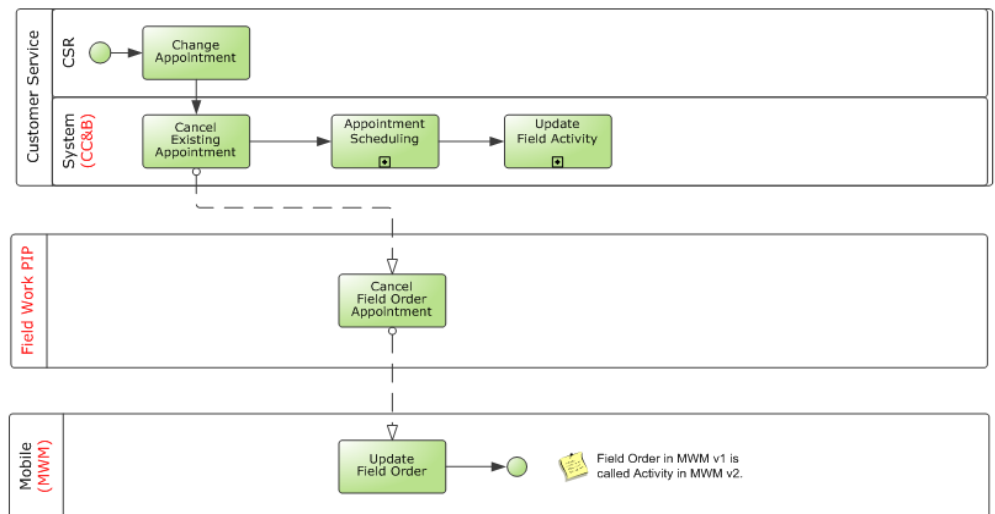 Customer Service
CSR
Change
Appointment
System
(CC&B)
Cancel
Existing
Appointment
Appointment
Scheduling
Update
Field Activity
Field Work PIP
Cancel
Field Order
Appointment
Mobile
(MWM)
Update
Field Order
Field Order in MWM v1 is
called Activity in MWM v2.